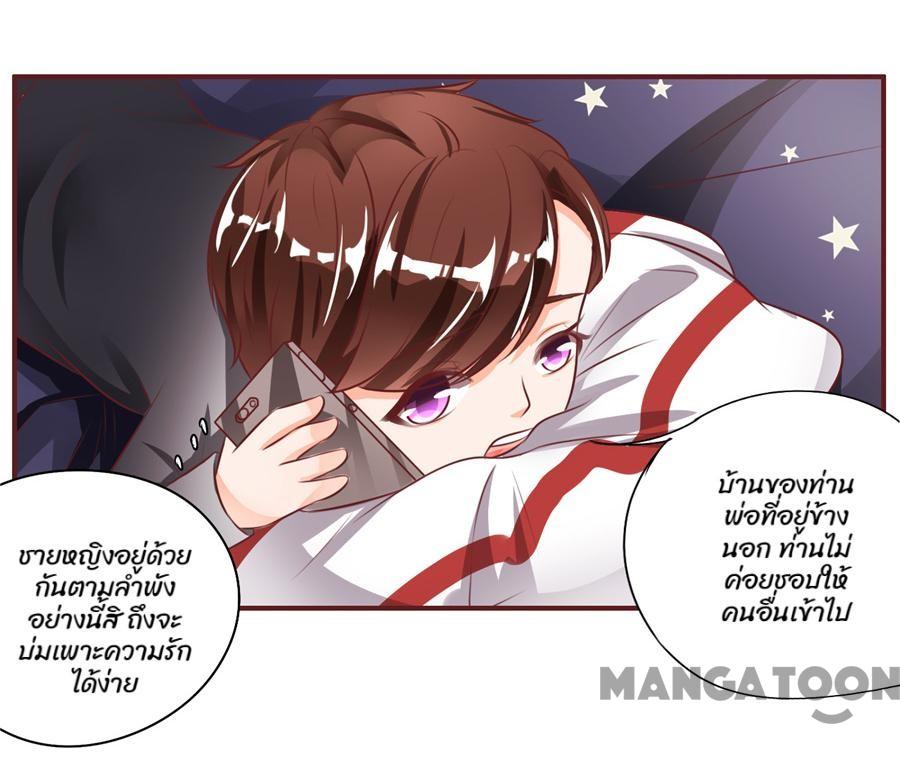 บ้านของท่าน
พ่อที่อยู่ข้าง
นอก ท่านไม่
ค่อยชอบให้
คนอื่นเข้าไป
ชายหญิงอยู่ด้วย
กันตามลำพัง
อย่างนี้สิ ถึงจะ
บ่มเพาะความรัก
ได้ง่าย
MANGATOON